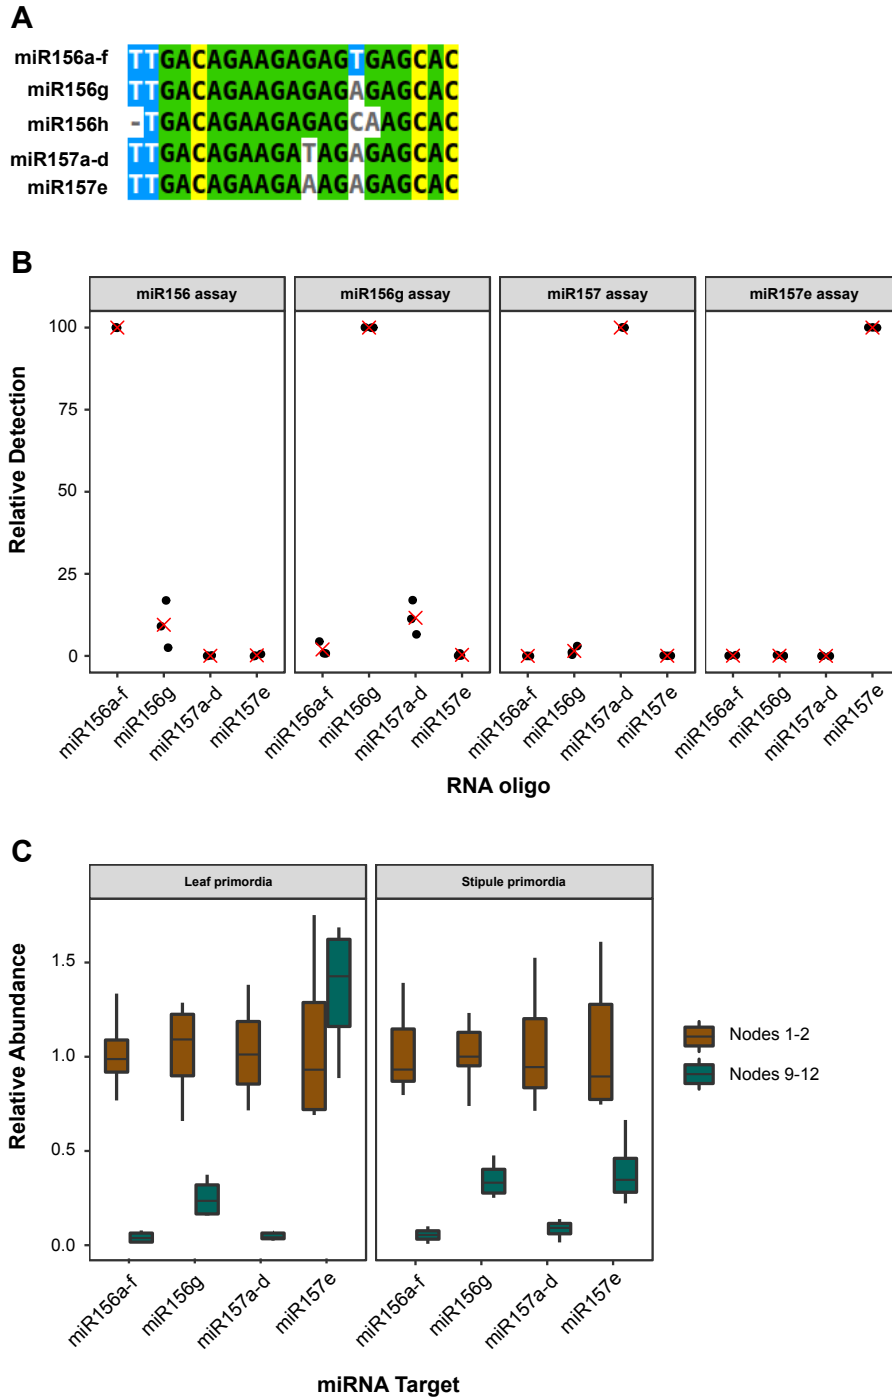 A
miR156a-f TTGACAGAAGAGAGTGAGCAC
miR156g TTGACAGAAGAGAGAGAGCAC
miR156h -TGACAGAAGAGAGCAAGCAC
miR157a-d TTGACAGAAGATAGAGAGCAC
miR157e TTGACAGAAGAAAGAGAGCAC
B
miR156 assay miR156g assay miR157 assay miR157e assay
Relative Detection
100
75
50
25
0
miR156a-f miR156g miR157a-d miR157e miR156a-f miR156g miR157a-d miR157e miR156a-f miR156g miR157a-d miR157e miR156a-f miR156g miR157a-d miR157e
RNA oligo
C
Leaf primordia Stipule primordia
Relative Abundance
1.5
1.0
0.5
0.0
Nodes 1-2
Nodes 9-12
miR156a-f miR156g miR157a-d miR157e miR156a-f miR156g miR157a-d miR157e
miRNA Target